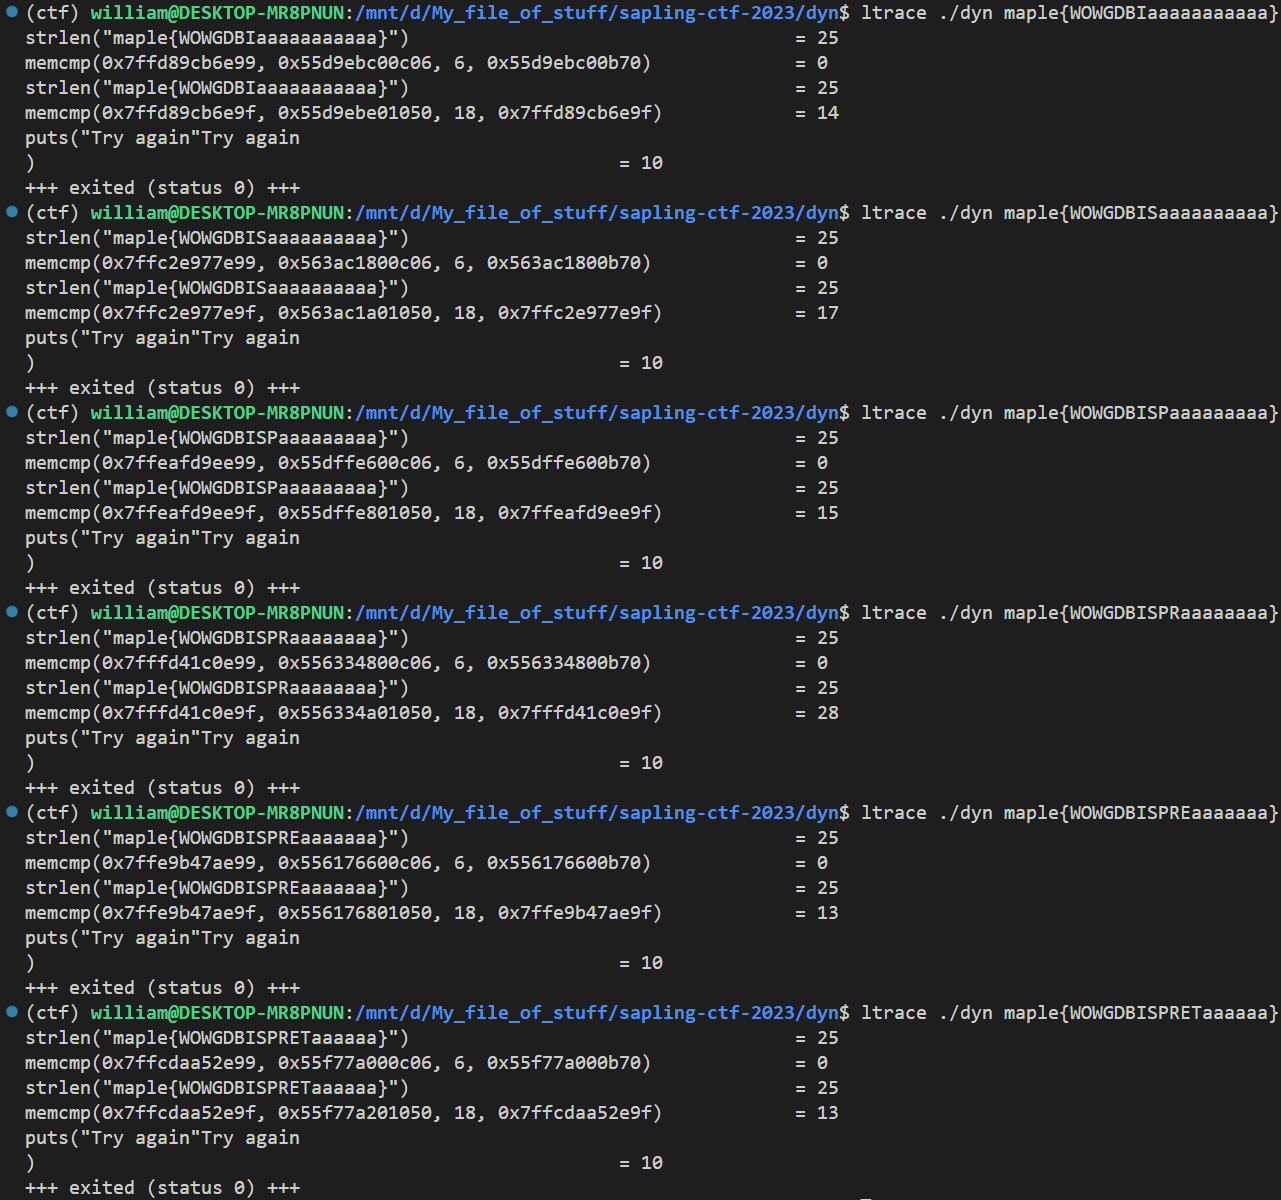 (ctf) william@DESKTOP-MR8PNUN:/mnt/d/My_file_of_stuff/sapling-ctf-2023/dyn$ ltrace ./dyn maple{WOWGDBIaaaaaaaaaaa}
strlen("maple{WOWGDBIaaaaaaaaaaa}") = 25
memcmp(0x7ffd89cb6e99, 0x55d9ebc00c06, 6, 0x55d9ebc00b70) = 0
strlen("maple{WOWGDBIaaaaaaaaaaa}") = 25
memcmp(0x7ffd89cb6e9f, 0x55d9ebe01050, 18, 0x7ffd89cb6e9f) = 14
puts("Try again"Try again
) = 10
+++ exited (status 0) +++
(ctf) william@DESKTOP-MR8PNUN:/mnt/d/My_file_of_stuff/sapling-ctf-2023/dyn$ ltrace ./dyn maple{WOWGDBISaaaaaaaaaa}
strlen("maple{WOWGDBISaaaaaaaaaa}") = 25
memcmp(0x7ffc2e977e99, 0x563ac1800c06, 6, 0x563ac1800b70) = 0
strlen("maple{WOWGDBISaaaaaaaaaa}") = 25
memcmp(0x7ffc2e977e9f, 0x563ac1a01050, 18, 0x7ffc2e977e9f) = 17
puts("Try again"Try again
) = 10
+++ exited (status 0) +++
(ctf) william@DESKTOP-MR8PNUN:/mnt/d/My_file_of_stuff/sapling-ctf-2023/dyn$ ltrace ./dyn maple{WOWGDBISPaaaaaaaaa}
strlen("maple{WOWGDBISPaaaaaaaaa}") = 25
memcmp(0x7ffeafd9ee99, 0x55dffe600c06, 6, 0x55dffe600b70) = 0
strlen("maple{WOWGDBISPaaaaaaaaa}") = 25
memcmp(0x7ffeafd9ee9f, 0x55dffe801050, 18, 0x7ffeafd9ee9f) = 15
puts("Try again"Try again
) = 10
+++ exited (status 0) +++
(ctf) william@DESKTOP-MR8PNUN:/mnt/d/My_file_of_stuff/sapling-ctf-2023/dyn$ ltrace ./dyn maple{WOWGDBISPRaaaaaaaa}
strlen("maple{WOWGDBISPRaaaaaaaa}") = 25
memcmp(0x7fffd41c0e99, 0x556334800c06, 6, 0x556334800b70) = 0
strlen("maple{WOWGDBISPRaaaaaaaa}") = 25
memcmp(0x7fffd41c0e9f, 0x556334a01050, 18, 0x7fffd41c0e9f) = 28
puts("Try again"Try again
) = 10
+++ exited (status 0) +++
(ctf) william@DESKTOP-MR8PNUN:/mnt/d/My_file_of_stuff/sapling-ctf-2023/dyn$ ltrace ./dyn maple{WOWGDBISPREaaaaaaa}
strlen("maple{WOWGDBISPREaaaaaaa}") = 25
memcmp(0x7ffe9b47ae99, 0x556176600c06, 6, 0x556176600b70) = 0
strlen("maple{WOWGDBISPREaaaaaaa}") = 25
memcmp(0x7ffe9b47ae9f, 0x556176801050, 18, 0x7ffe9b47ae9f) = 13
puts("Try again"Try again
) = 10
+++ exited (status 0) +++
(ctf) william@DESKTOP-MR8PNUN:/mnt/d/My_file_of_stuff/sapling-ctf-2023/dyn$ ltrace ./dyn maple{WOWGDBISPRETaaaaaa}
strlen("maple{WOWGDBISPRETaaaaaa}") = 25
memcmp(0x7ffcdaa52e99, 0x55f77a000c06, 6, 0x55f77a000b70) = 0
strlen("maple{WOWGDBISPRETaaaaaa}") = 25
memcmp(0x7ffcdaa52e9f, 0x55f77a201050, 18, 0x7ffcdaa52e9f) = 13
puts("Try again"Try again
) = 10
+++ exited (status 0) +++